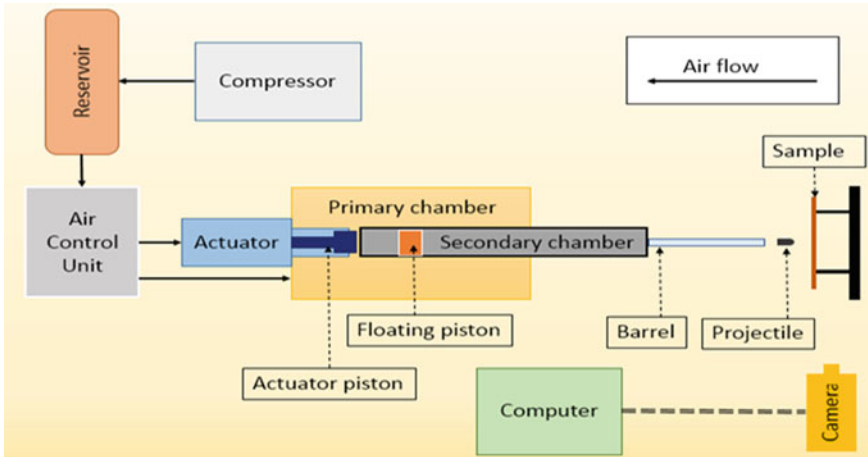 Reservoir
Compressor
Air flow
Sample
Air
Control
Unit
Actuator
Primary chamber
Secondary chamber
Floating piston
Barrel
Projectile
Actuator piston
Computer
Camera